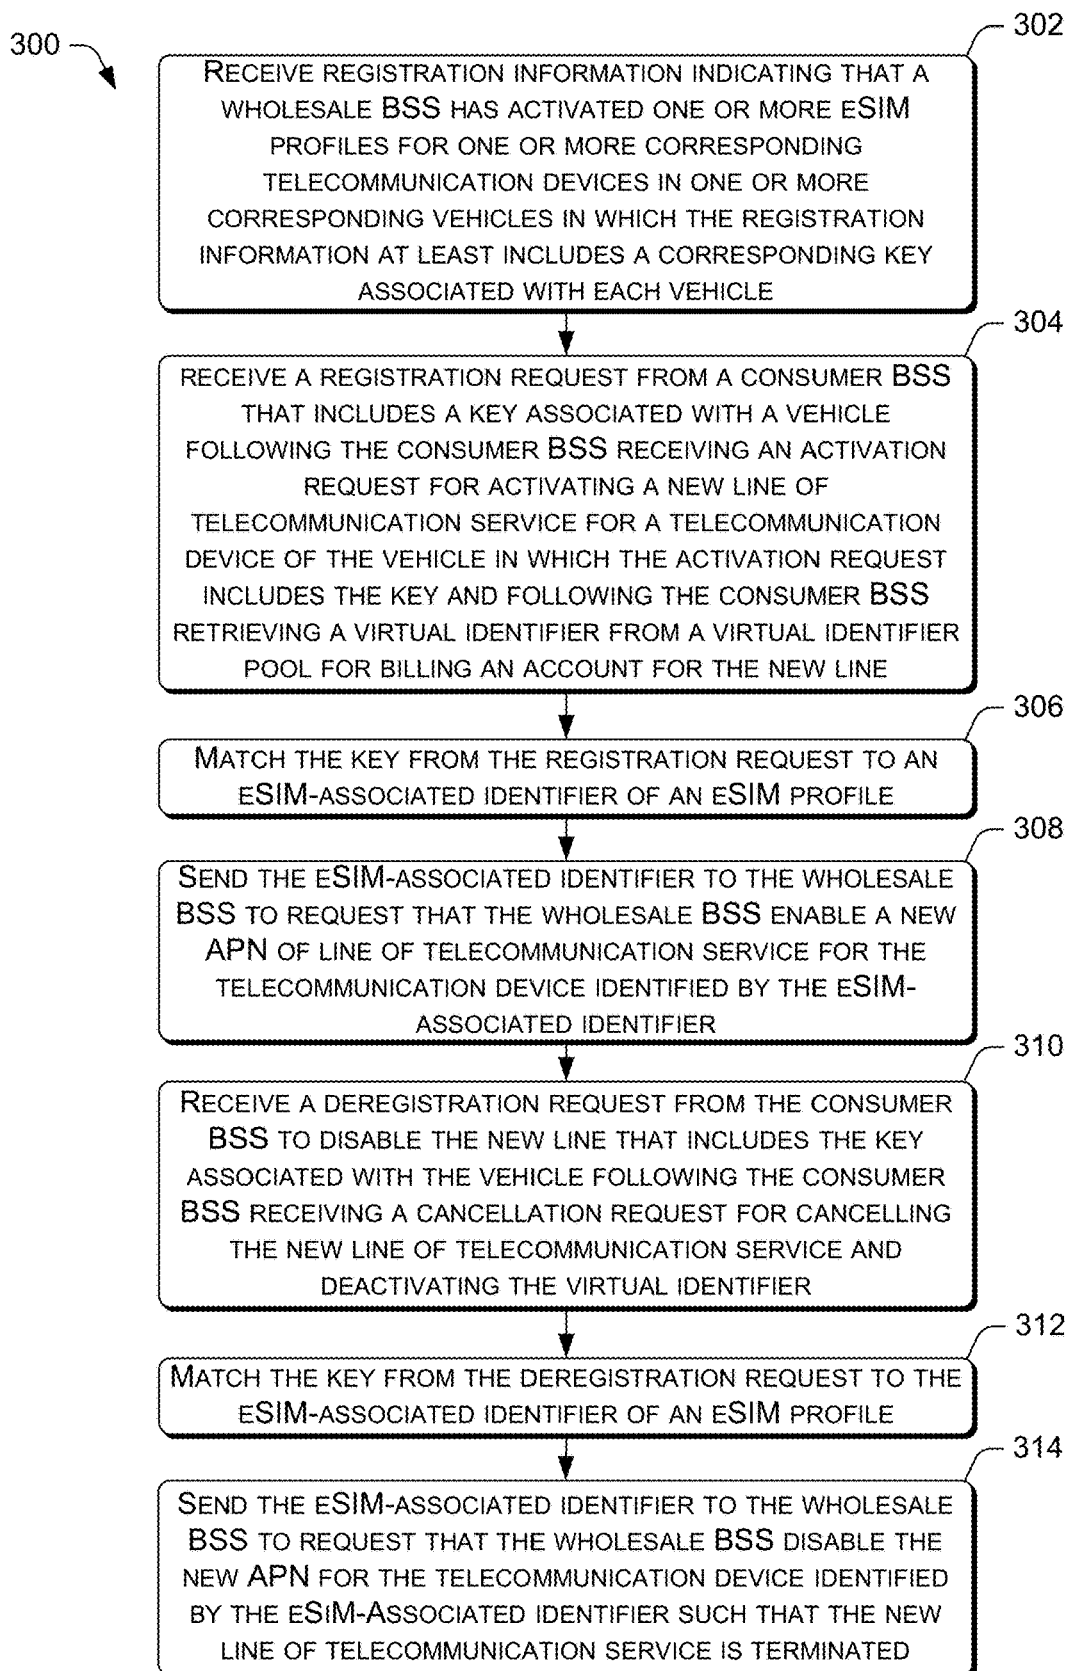 300
302
RECEIVE REGISTRATION INFORMATION INDICATING THAT A
WHOLESALE BSS HAS ACTIVATED ONE OR MORE ESIM
PROFILES FOR ONE OR MORE CORRESPONDING
TELECOMMUNICATION DEVICES IN ONE OR MORE
CORRESPONDING VEHICLES IN WHICH THE REGISTRATION
INFORMATION AT LEAST INCLUDES A CORRESPONDING KEY
ASSOCIATED WITH EACH VEHICLE
304
RECEIVE A REGISTRATION REQUEST FROM A CONSUMER BSS
THAT INCLUDES A KEY ASSOCIATED WITH A VEHICLE
FOLLOWING THE CONSUMER BSS RECEIVING AN ACTIVATION
REQUEST FOR ACTIVATING A NEW LINE OF
TELECOMMUNICATION SERVICE FOR A TELECOMMUNICATION
DEVICE OF THE VEHICLE IN WHICH THE ACTIVATION REQUEST
INCLUDES THE KEY AND FOLLOWING THE CONSUMER BSS
RETRIEVING A VIRTUAL IDENTIFIER FROM A VIRTUAL IDENTIFIER
POOL FOR BILLING AN ACCOUNT FOR THE NEW LINE
306
MATCH THE KEY FROM THE REGISTRATION REQUEST TO AN
ESIM-ASSOCIATED IDENTIFIER OF AN ESIM PROFILE
308
SEND THE ESIM-ASSOCIATED IDENTIFIER TO THE WHOLESALE
BSS TO REQUEST THAT THE WHOLESALE BSS ENABLE A NEW
APN OF LINE OF TELECOMMUNICATION SERVICE FOR THE
TELECOMMUNICATION DEVICE IDENTIFIED BY THE ESIM-
ASSOCIATED IDENTIFIER
310
RECEIVE A DEREGISTRATION REQUEST FROM THE CONSUMER
BSS TO DISABLE THE NEW LINE THAT INCLUDES THE KEY
ASSOCIATED WITH THE VEHICLE FOLLOWING THE CONSUMER
BSS RECEIVING A CANCELLATION REQUEST FOR CANCELLING
THE NEW LINE OF TELECOMMUNICATION SERVICE AND
DEACTIVATING THE VIRTUAL IDENTIFIER
312
MATCH THE KEY FROM THE DEREGISTRATION REQUEST TO THE
ESIM-ASSOCIATED IDENTIFIER OF AN ESIM PROFILE
314
SEND THE ESIM-ASSOCIATED IDENTIFIER TO THE WHOLESALE
BSS TO REQUEST THAT THE WHOLESALE BSS DISABLE THE
NEW APN FOR THE TELECOMMUNICATION DEVICE IDENTIFIED
BY THE ESIM-ASSOCIATED IDENTIFIER SUCH THAT THE NEW
LINE OF TELECOMMUNICATION SERVICE IS TERMINATED